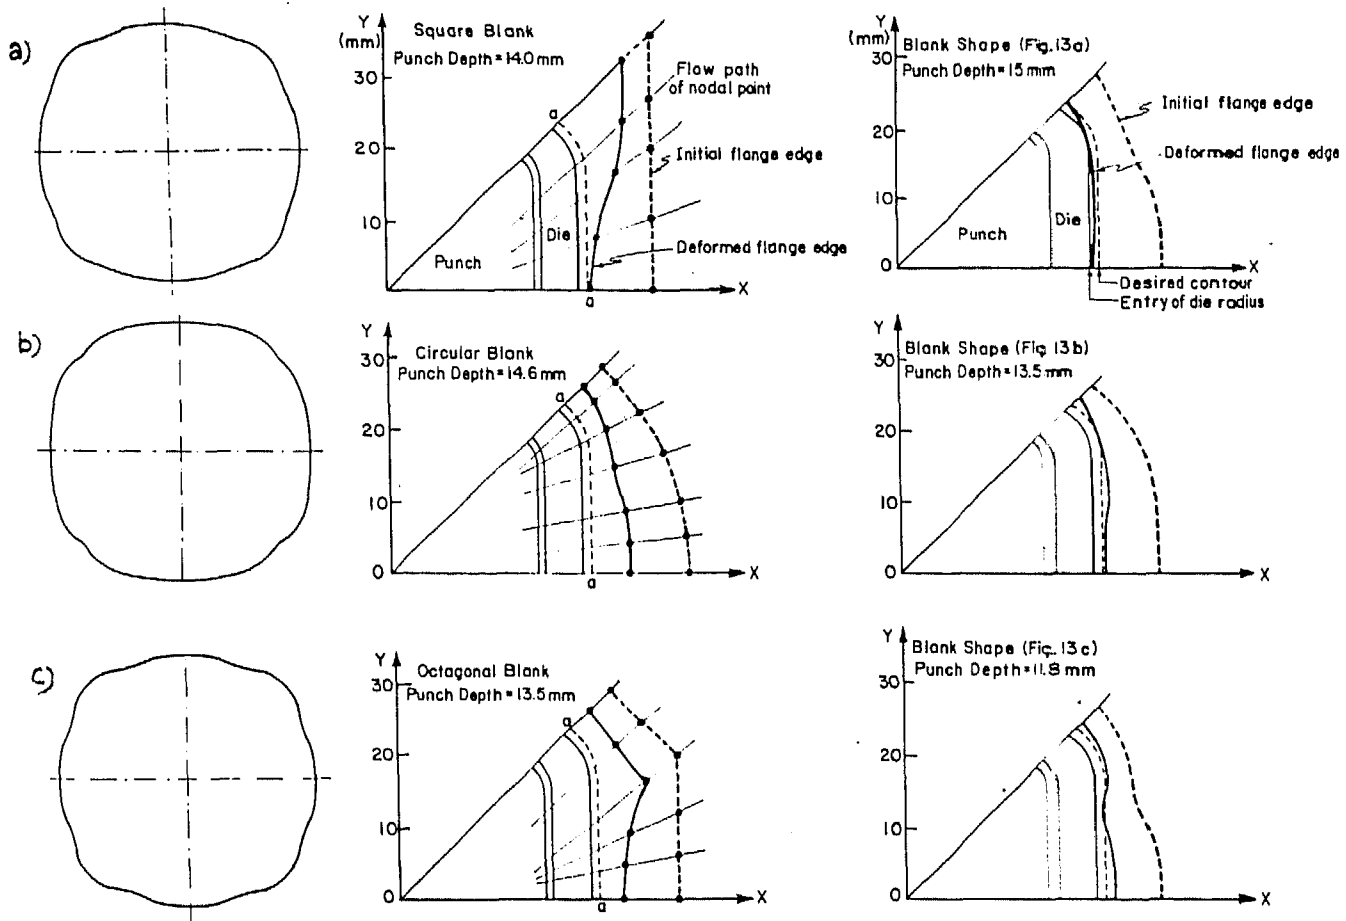 a)
Y
(mm)
Square Blank
Punch Depth = 14.0 mm
30
20
10
0
Flow path
of nodal point
a
Initial flange edge
Die
Punch
Deformed flange edge
X
a
Y
(mm)
Blank Shape (Fig. 13a)
Punch Depth = 15 mm
30
20
10
0
Initial flange edge
Deformed flange edge
Punch
Die
X
Desired contour
Entry of die radius
b)
Y
Circular Blank
Punch Depth = 14.6 mm
30
20
10
0
a
X
a
Y
Blank Shape (Fig. 13b)
Punch Depth = 13.5 mm
30
20
10
0
X
c)
Y
Octagonal Blank
Punch Depth = 13.5 mm
30
20
10
0
a
X
a
Y
Blank Shape (Fig. 13c)
Punch Depth = 11.8 mm
30
20
10
0
X